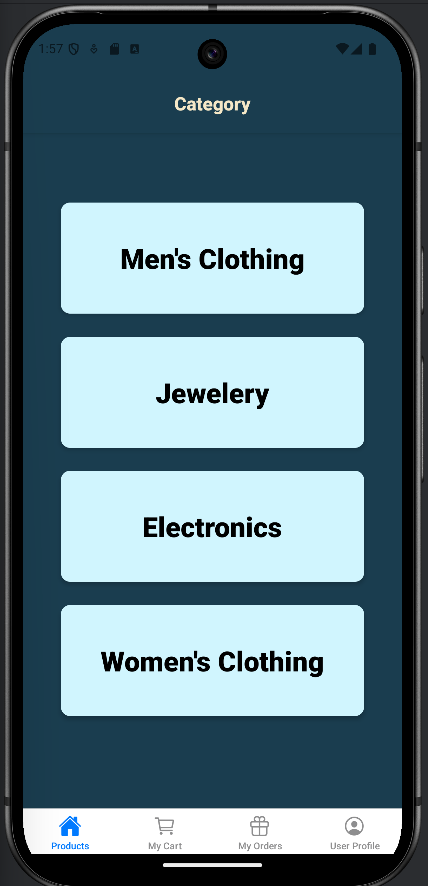 1:57
Category
Men's Clothing
Jewelery
Electronics
Women's Clothing
Products
My Cart
My Orders
User Profile